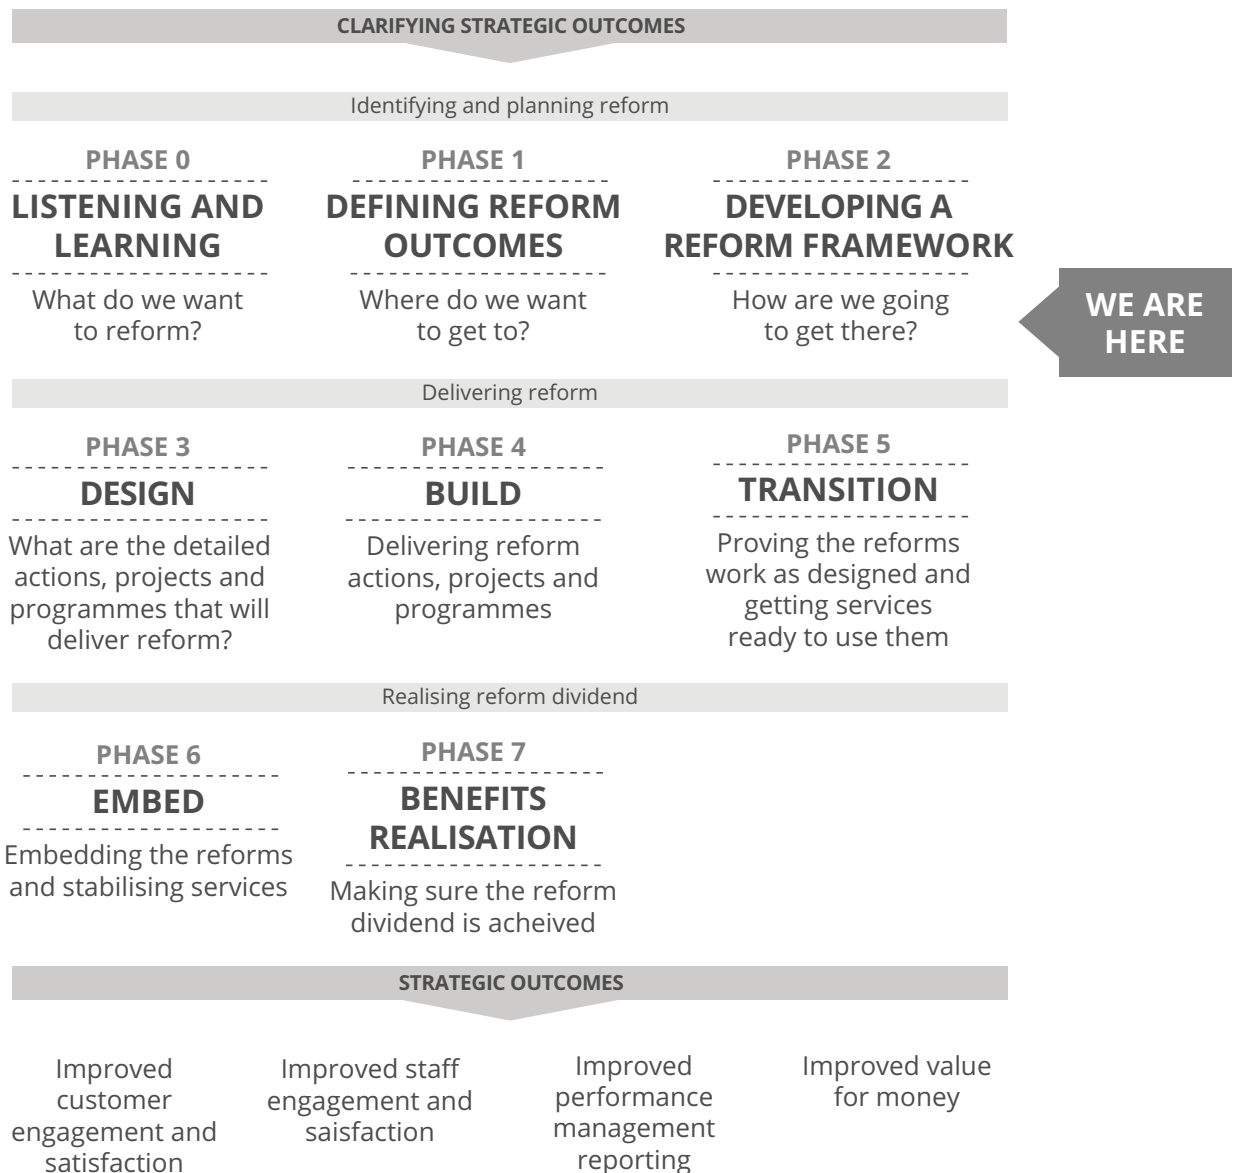 CLARIFYING STRATEGIC OUTCOMES
Identifying and planning reform
PHASE 0
LISTENING AND
LEARNING
What do we want
to reform?
PHASE 1
DEFINING REFORM
OUTCOMES
Where do we want
to get to?
PHASE 2
DEVELOPING A
REFORM FRAMEWORK
How are we going
to get there?
WE ARE
HERE
Delivering reform
PHASE 3
DESIGN
What are the detailed
actions, projects and
programmes that will
deliver reform?
PHASE 4
BUILD
Delivering reform
actions, projects and
programmes
PHASE 5
TRANSITION
Proving the reforms
work as designed and
getting services
ready to use them
Realising reform dividend
PHASE 6
EMBED
Embedding the reforms
and stabilising services
PHASE 7
BENEFITS
REALISATION
Making sure the reform
dividend is acheived
STRATEGIC OUTCOMES
Improved
customer
engagement and
satisfaction
Improved staff
engagement and
saisfaction
Improved
performance
management
reporting
Improved value
for money